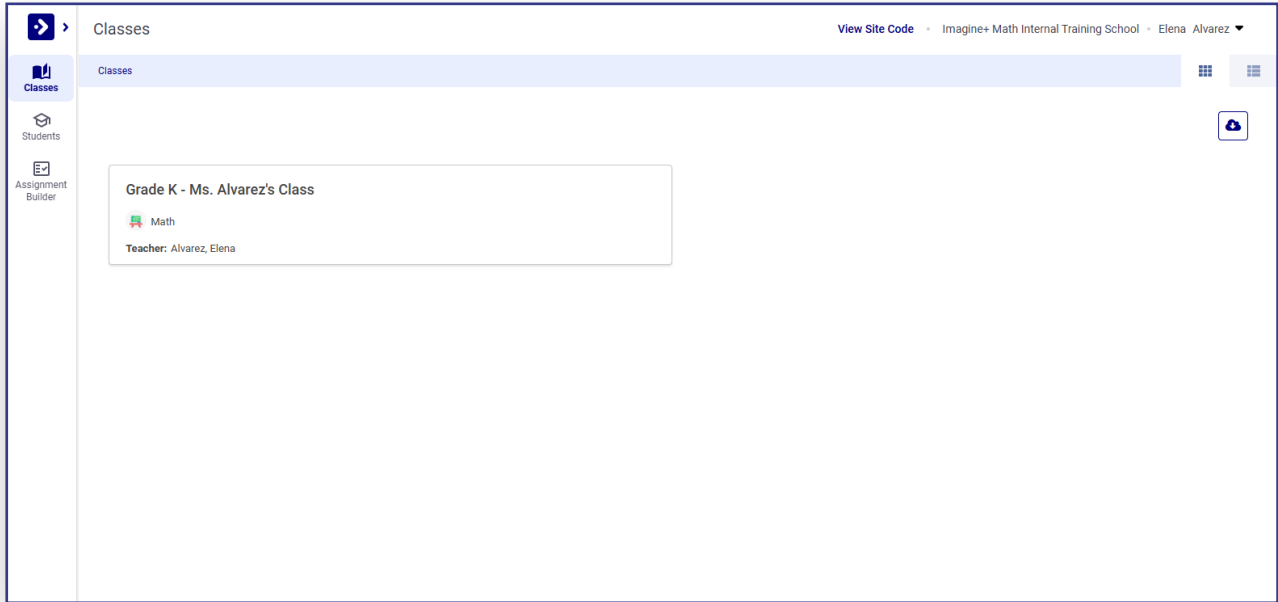 Classes
View Site Code • Imagine+ Math Internal Training School • Elena Alvarez
Classes
Classes
Students
Assignment
Builder
Grade K - Ms. Alvarez's Class
Math
Teacher: Alvarez, Elena